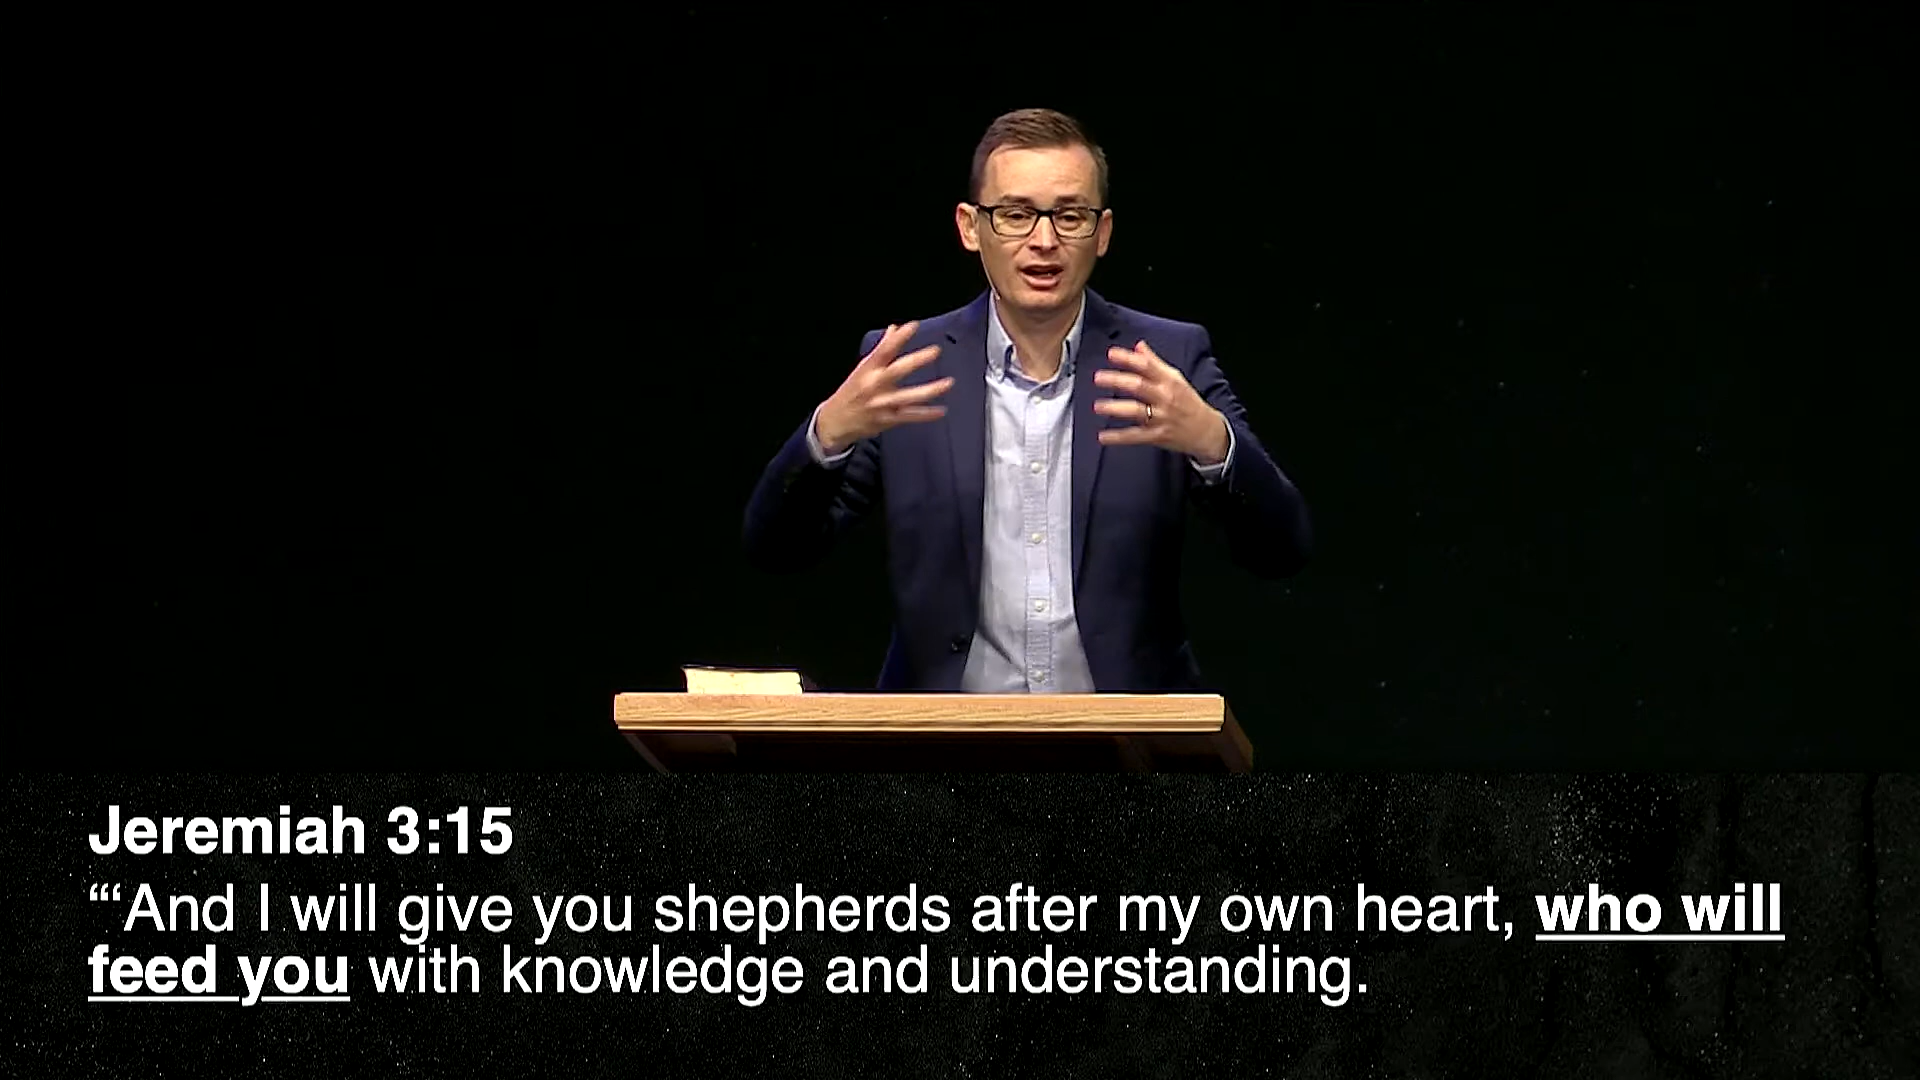 Jeremiah 3:15
“‘And I will give you shepherds after my own heart, who will
feed you with knowledge and understanding.